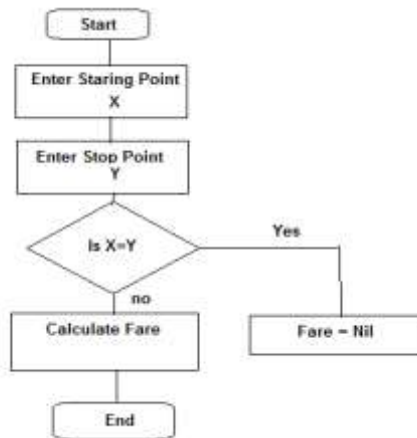 Start
Enter Staring Point
X
Enter Stop Point
Y
Is X=Y
Yes
no
Calculate Fare
Fare = Nil
End